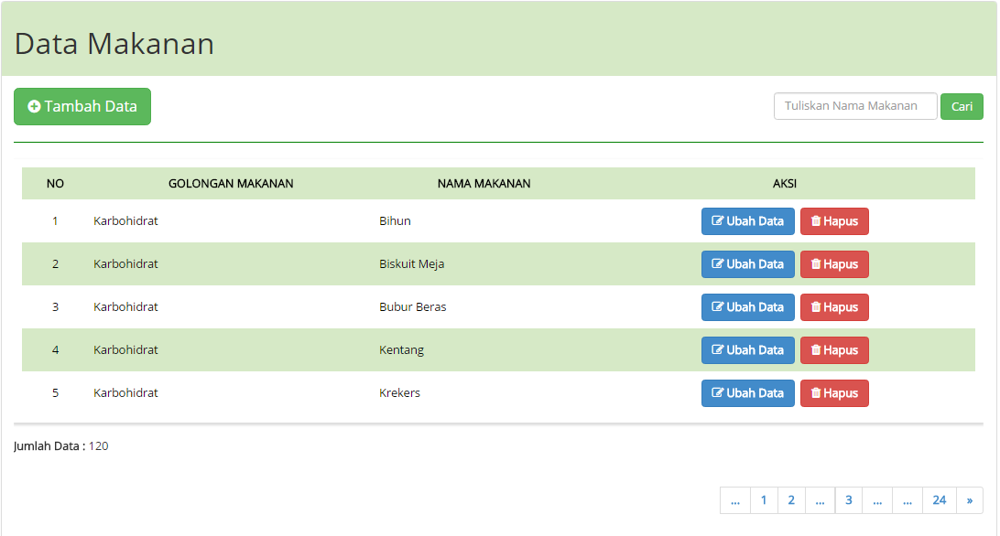 Data Makanan
Tambah Data
Tuliskan Nama Makanan Cari
NO GOLONGAN MAKANAN NAMA MAKANAN AKSI
1 Karbohidrat Bihun Ubah Data Hapus
2 Karbohidrat Biskuit Meja Ubah Data Hapus
3 Karbohidrat Bubur Beras Ubah Data Hapus
4 Karbohidrat Kentang Ubah Data Hapus
5 Karbohidrat Krekers Ubah Data Hapus
Jumlah Data : 120
... 1 2 ... 3 ... ... 24 »